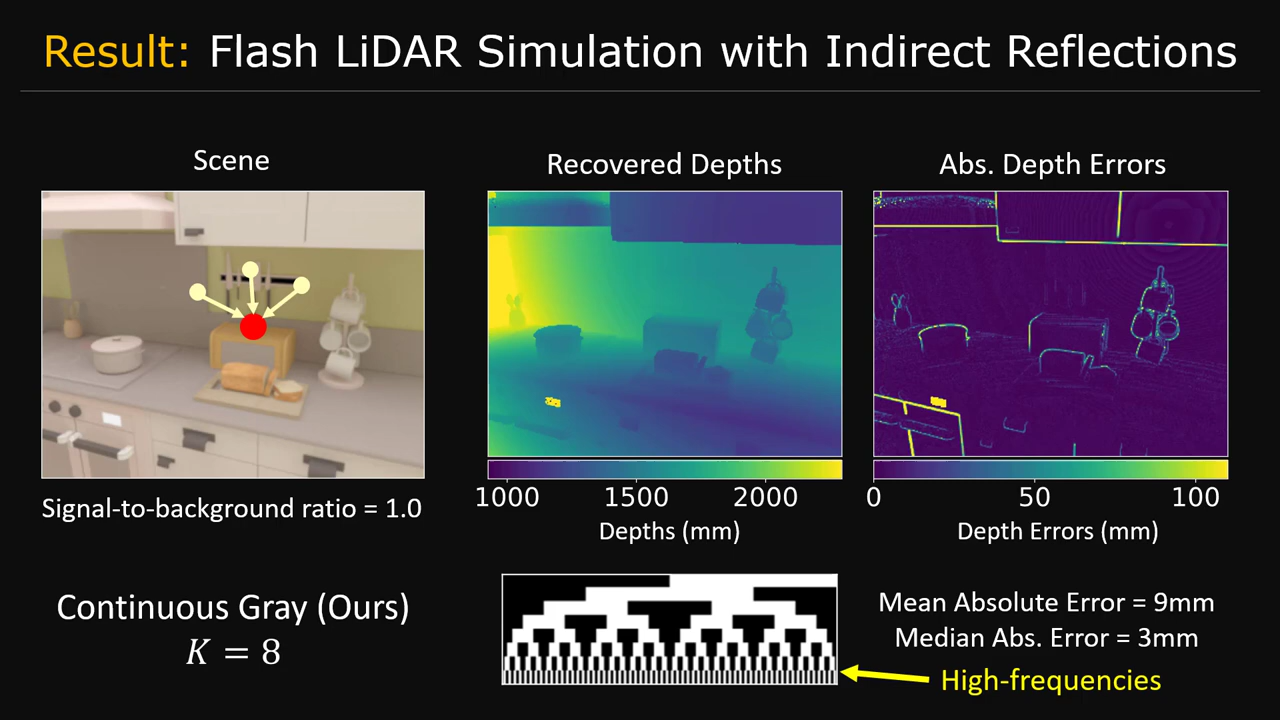 Result: Flash LiDAR Simulation with Indirect Reflections
Scene
Recovered Depths
Abs. Depth Errors
1000 1500 2000
Depths (mm)
0 50 100
Depth Errors (mm)
Signal-to-background ratio = 1.0
Continuous Gray (Ours)
K = 8
Mean Absolute Error = 9mm
Median Abs. Error = 3mm
High-frequencies